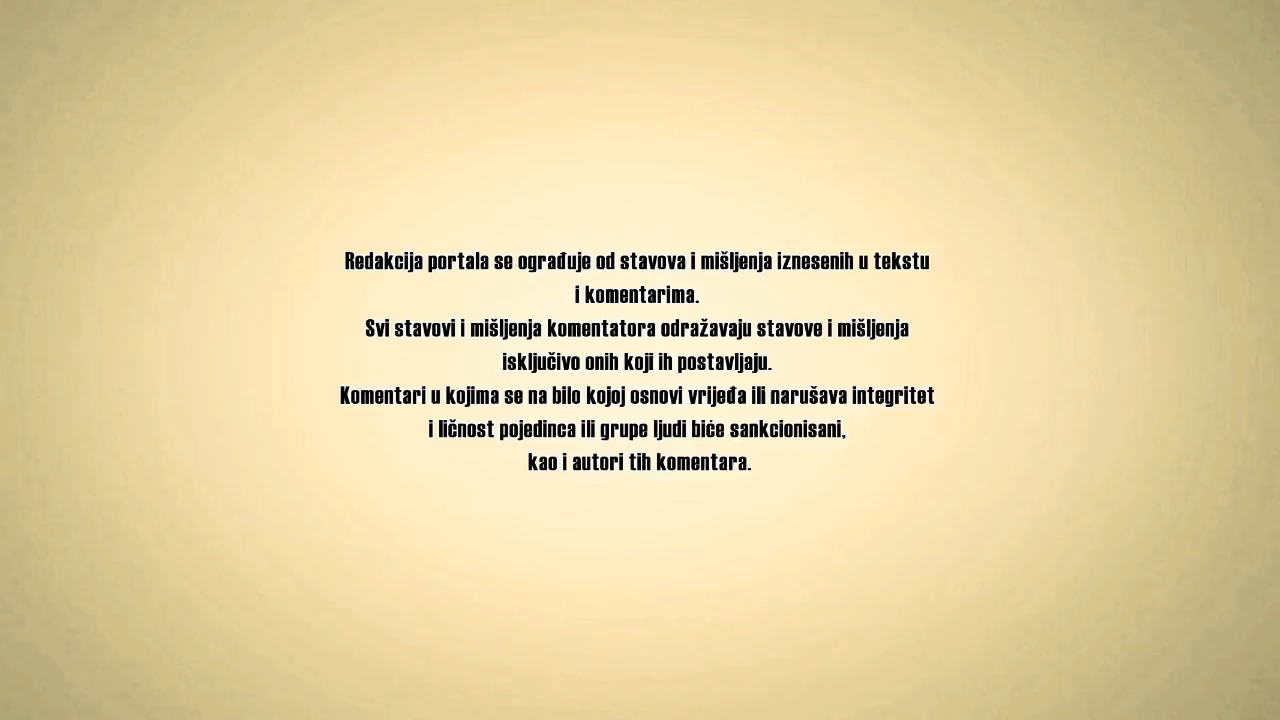 Redakcija portala se ograđuje od stavova i mišljenja iznesenih u tekstu
i komentarima.
Svi stavovi i mišljenja komentatora odražavaju stavove i mišljenja
isključivo onih koji ih postavljaju.
Komentari u kojima se na bilo kojoj osnovi vrijeđa ili narušava integritet
i ličnost pojedinca ili grupe ljudi biće sankcionisani,
kao i autori tih komentara.